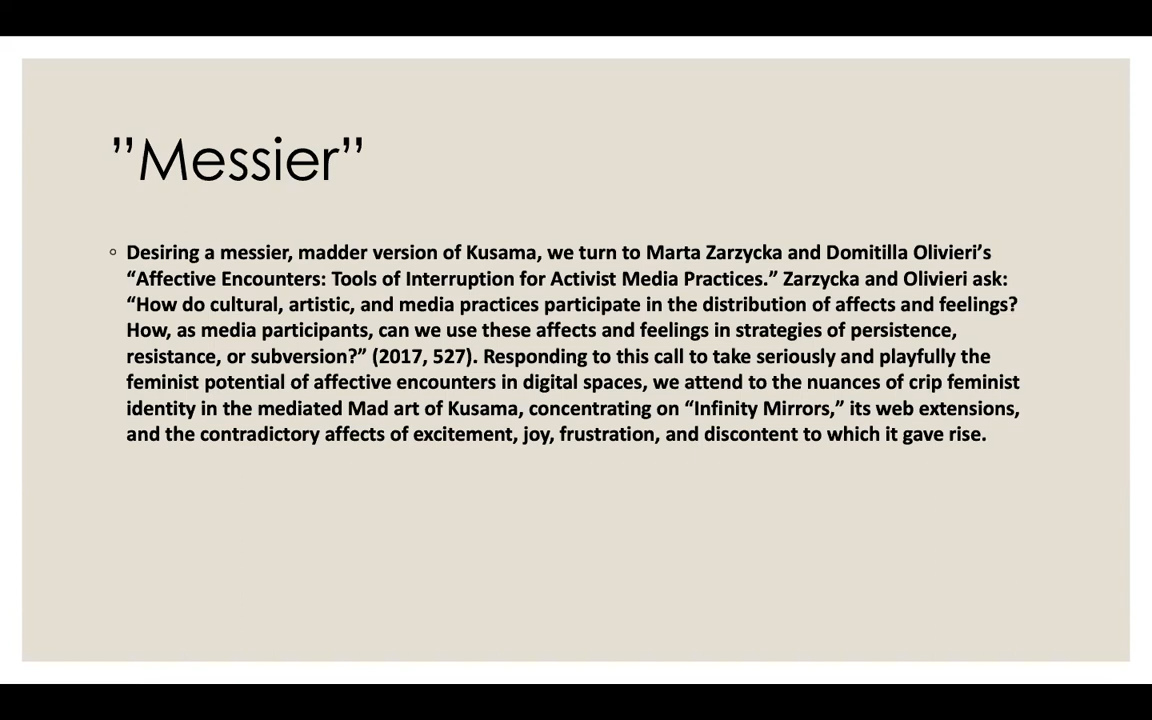 ”Messier”
◦ Desiring a messier, madder version of Kusama, we turn to Marta Zarzycka and Domitilla Olivieri’s
“Affective Encounters: Tools of Interruption for Activist Media Practices.” Zarzycka and Olivieri ask:
“How do cultural, artistic, and media practices participate in the distribution of affects and feelings?
How, as media participants, can we use these affects and feelings in strategies of persistence,
resistance, or subversion?” (2017, 527). Responding to this call to take seriously and playfully the
feminist potential of affective encounters in digital spaces, we attend to the nuances of crip feminist
identity in the mediated Mad art of Kusama, concentrating on “Infinity Mirrors,” its web extensions,
and the contradictory affects of excitement, joy, frustration, and discontent to which it gave rise.